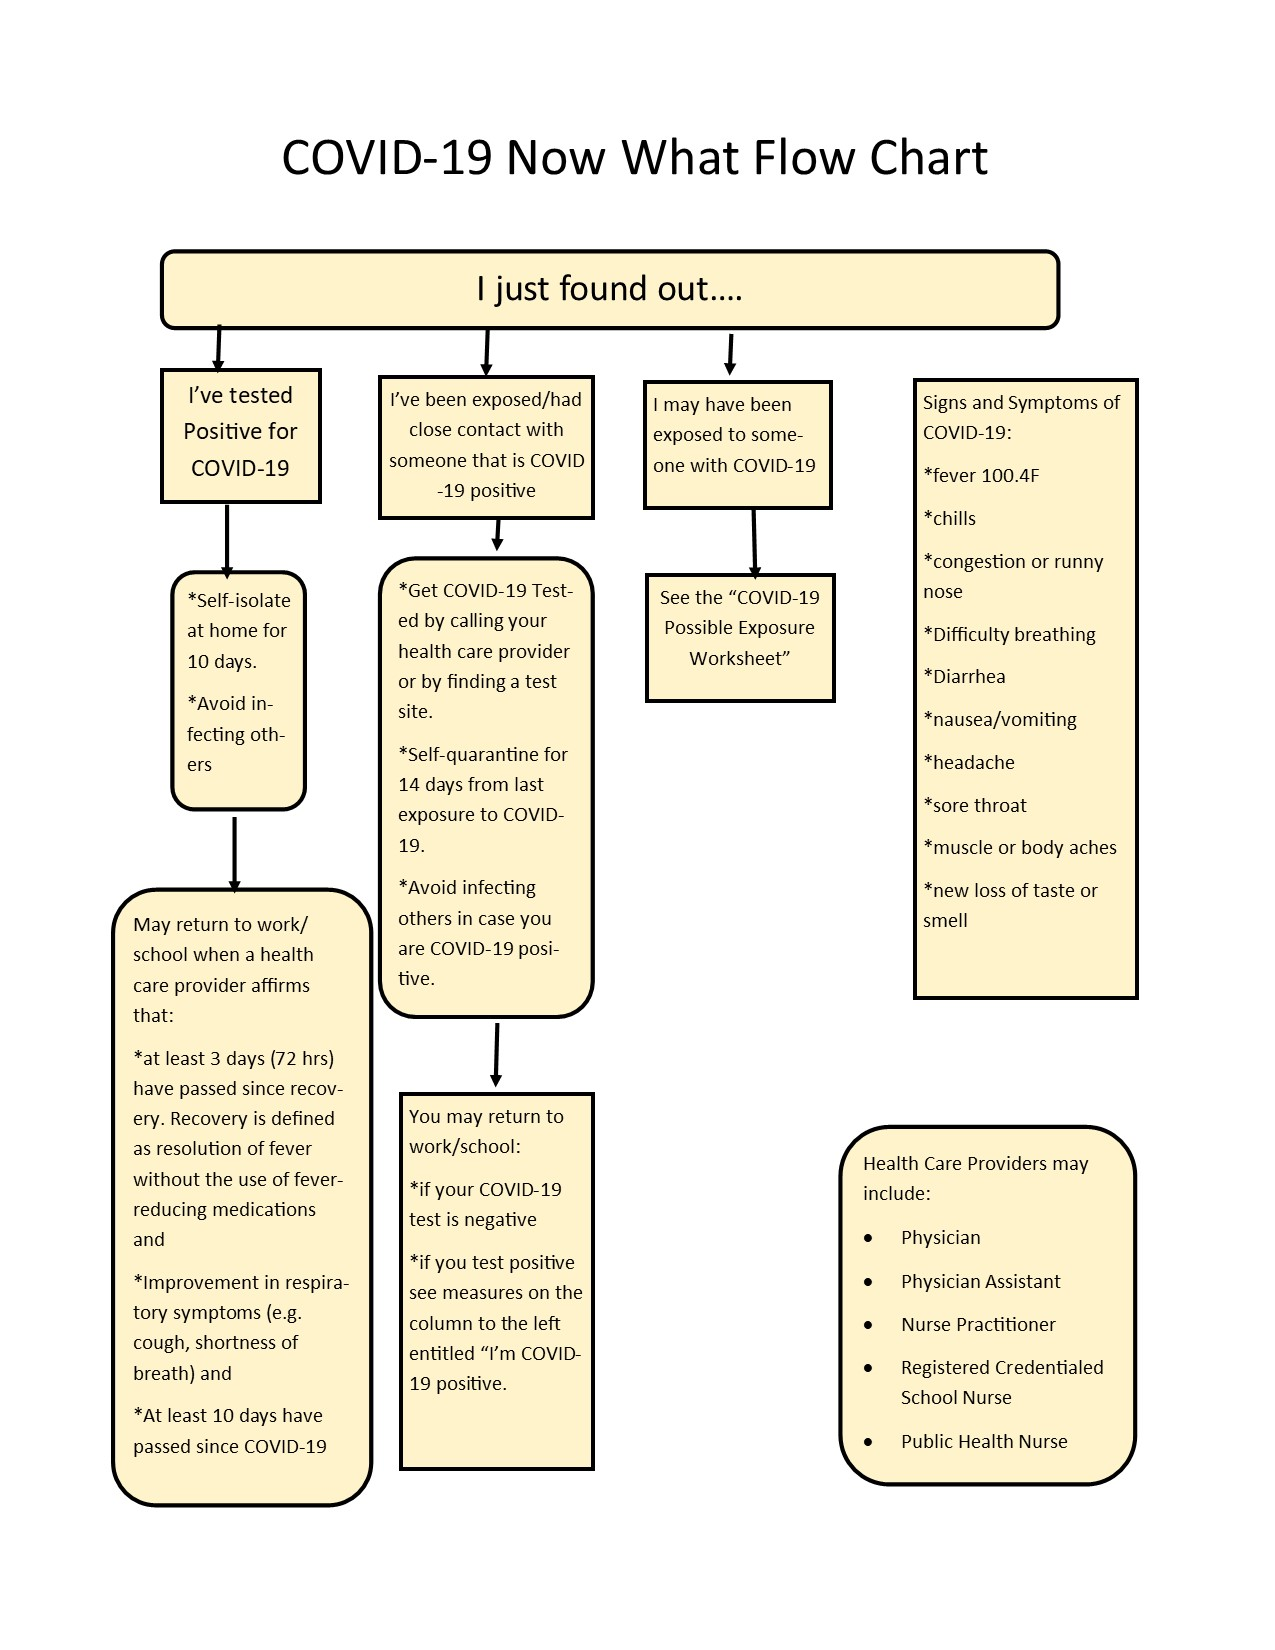 COVID-19 Now What Flow Chart
I just found out....
I've tested
Positive for
COVID-19
*Self-isolate
at home for
10 days.
*Avoid in-
fecting oth-
ers
May return to work/
school when a health
care provider affirms
that:
*at least 3 days (72 hrs)
have passed since recov-
ery. Recovery is defined
as resolution of fever
without the use of fever-
reducing medications
and
*Improvement in respira-
tory symptoms (e.g.
cough, shortness of
breath) and
*At least 10 days have
passed since COVID-19
I've been exposed/had
close contact with
someone that is COVID
-19 positive
*Get COVID-19 Test-
ed by calling your
health care provider
or by finding a test
site.
*Self-quarantine for
14 days from last
exposure to COVID-
19.
*Avoid infecting
others in case you
are COVID-19 posi-
tive.
You may return to
work/school:
*if your COVID-19
test is negative
*if you test positive
see measures on the
column to the left
entitled “I'm COVID-
19 positive.
I may have been
exposed to some-
one with COVID-19
See the “COVID-19
Possible Exposure
Worksheet”
Signs and Symptoms of
COVID-19:
*fever 100.4F
*chills
*congestion or runny
nose
*Difficulty breathing
*Diarrhea
*nausea/vomiting
*headache
*sore throat
*muscle or body aches
*new loss of taste or
smell
Health Care Providers may
include:
• Physician
• Physician Assistant
• Nurse Practitioner
• Registered Credentialed
School Nurse
• Public Health Nurse